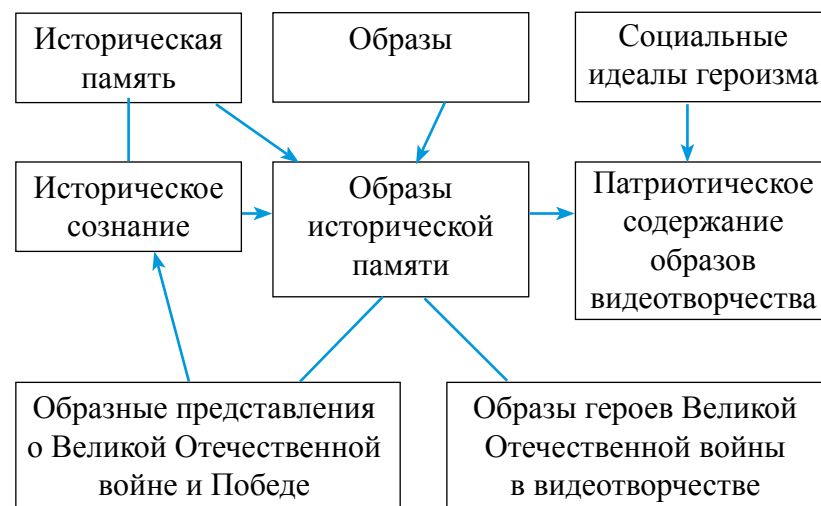 Историческая
память
Образы
Социальные
идеалы героизма
Историческое
сознание
Образы
исторической
памяти
Патриотическое
содержание
образов
видеотворчества
Образные представления
о Великой Отечественной
войне и Победе
Образы героев Великой
Отечественной войны
в видеотворчестве